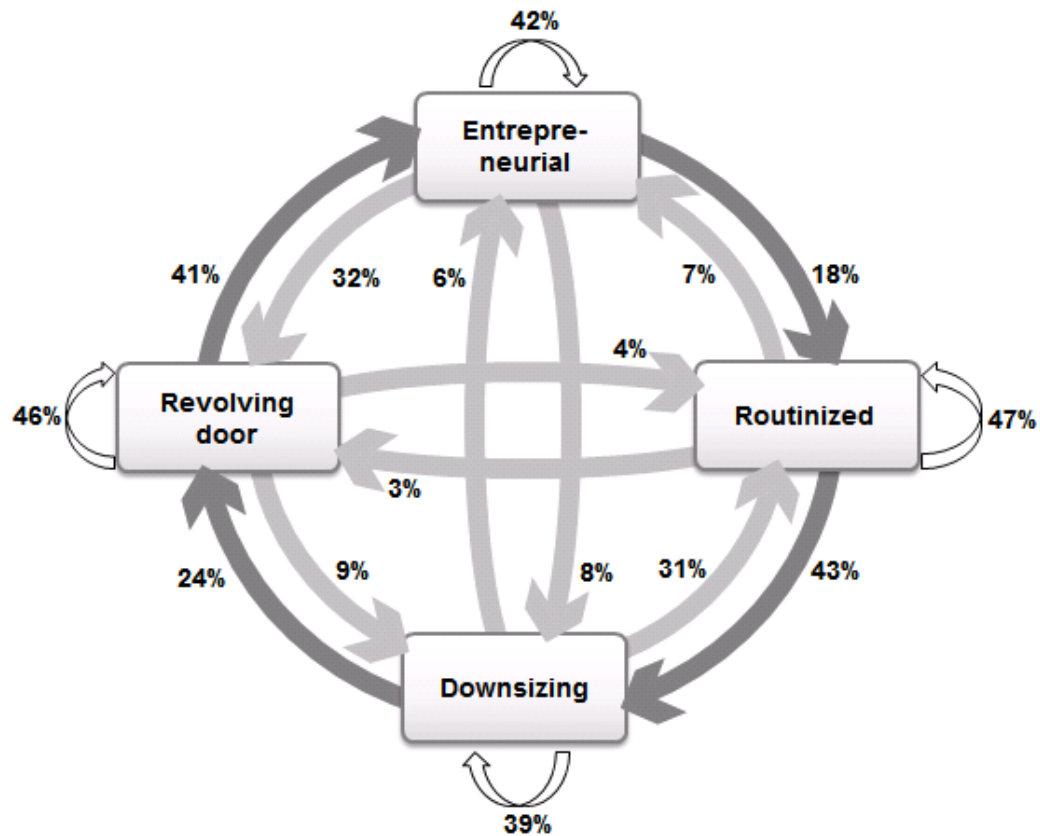 42%
Entrepre-
neurial
41%
32%
6%
7%
18%
4%
46%
Revolving
door
Routinized
47%
3%
24%
9%
8%
31%
43%
Downsizing
39%